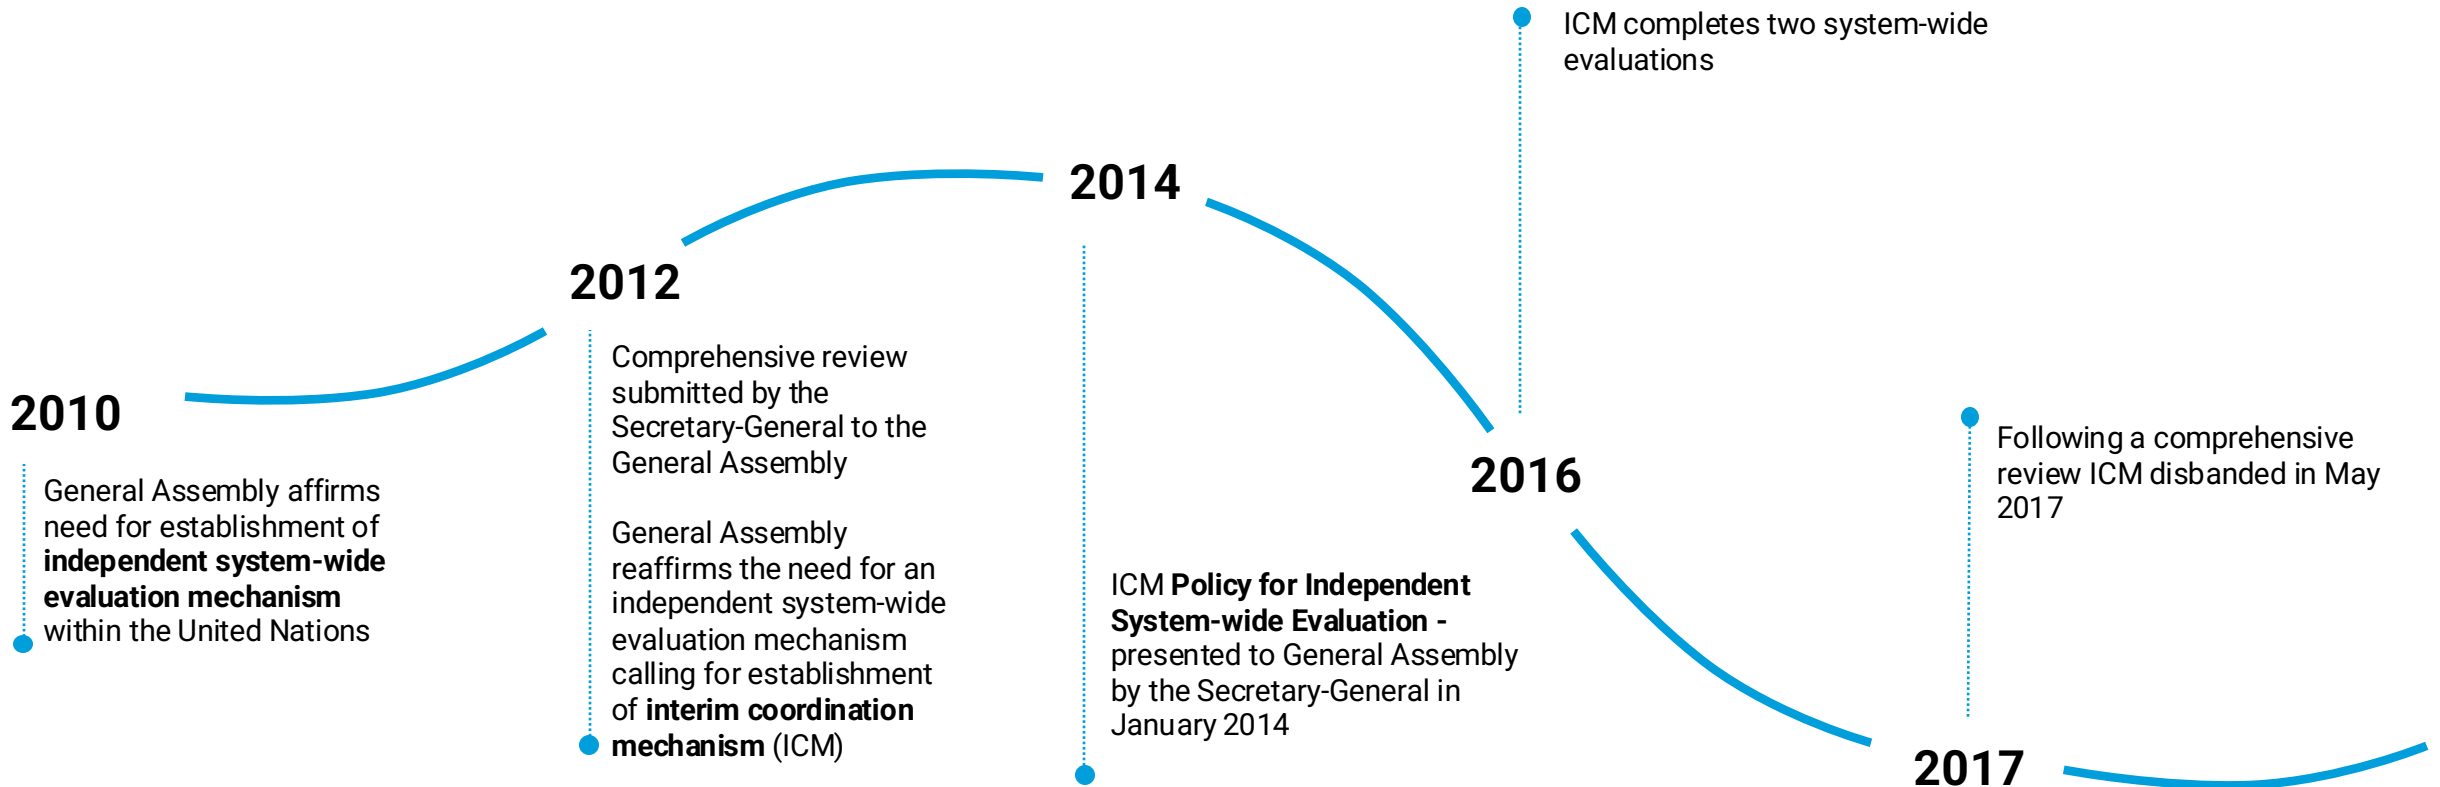 2010
General Assembly affirms
need for establishment of
independent system-wide
evaluation mechanism
within the United Nations
2012
Comprehensive review
submitted by the
Secretary-General to the
General Assembly
General Assembly
reaffirms the need for an
independent system-wide
evaluation mechanism
calling for establishment
of interim coordination
mechanism (ICM)
2014
ICM Policy for Independent
System-wide Evaluation -
presented to General Assembly
by the Secretary-General in
January 2014
ICM completes two system-wide
evaluations
2016
Following a comprehensive
review ICM disbanded in May
2017
2017